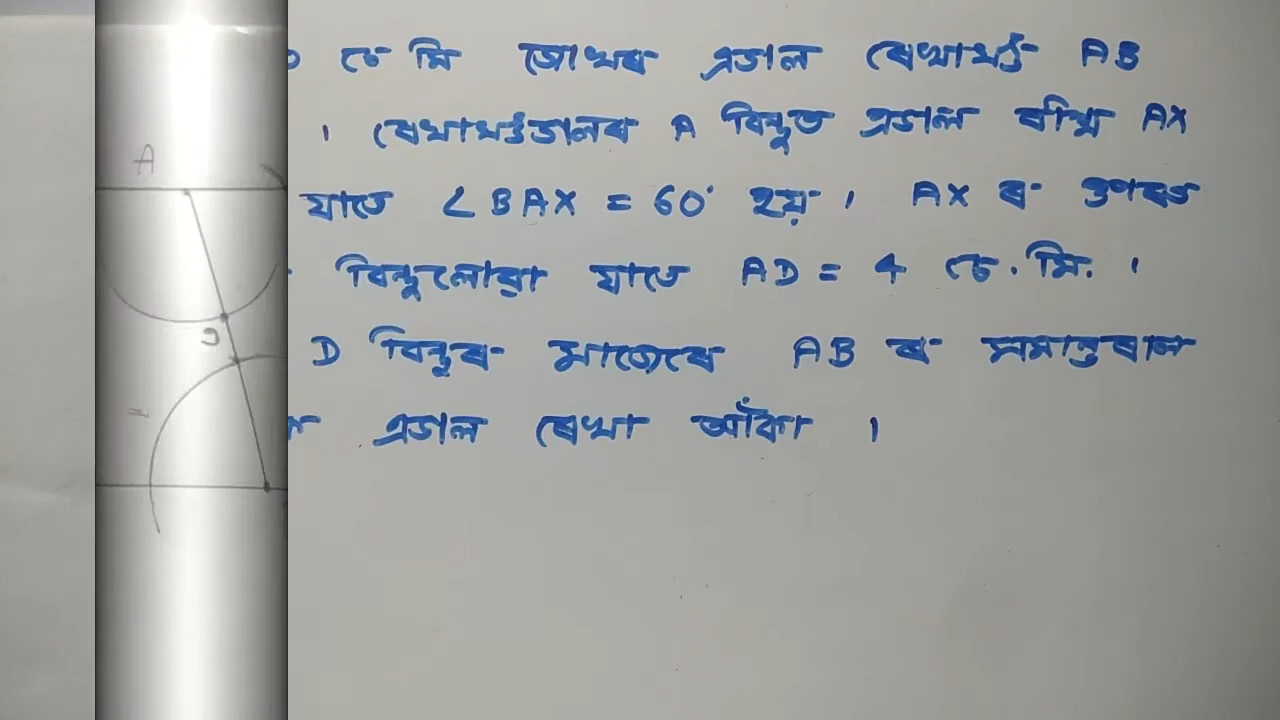 চে মি জোখৰ এডাল ৰেখাখণ্ড AB
। ৰেখাখণ্ডডালৰ A বিন্দুত এডাল ৰশ্মি AX
যাতে ∠BAX = 60° হয়। AX ৰ ওপৰত
বিন্দুলোৱা যাতে AD = 4 চে. মি. ।
D বিন্দুৰ মাজেৰে AB ৰ সমান্তৰাল
এডাল ৰেখা আঁকা ।
A